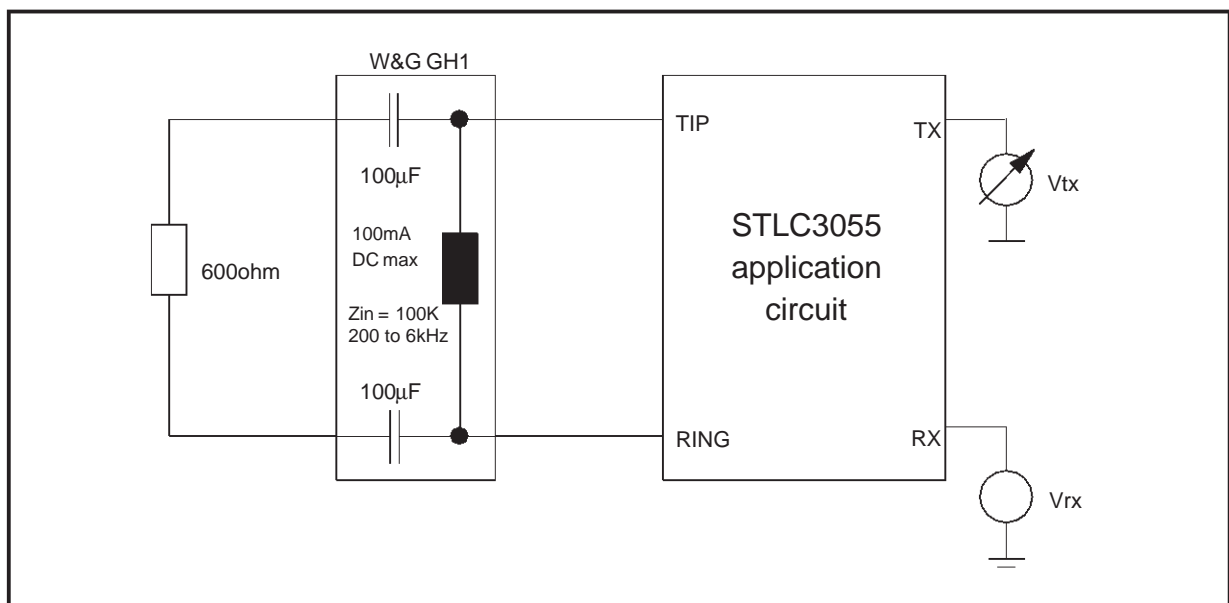 W&G GH1
100μF
100mA
DC max
Zin = 100K
200 to 6kHz
100μF
600ohm
TIP
RING
STLC3055
application
circuit
TX
RX
Vtx
Vrx